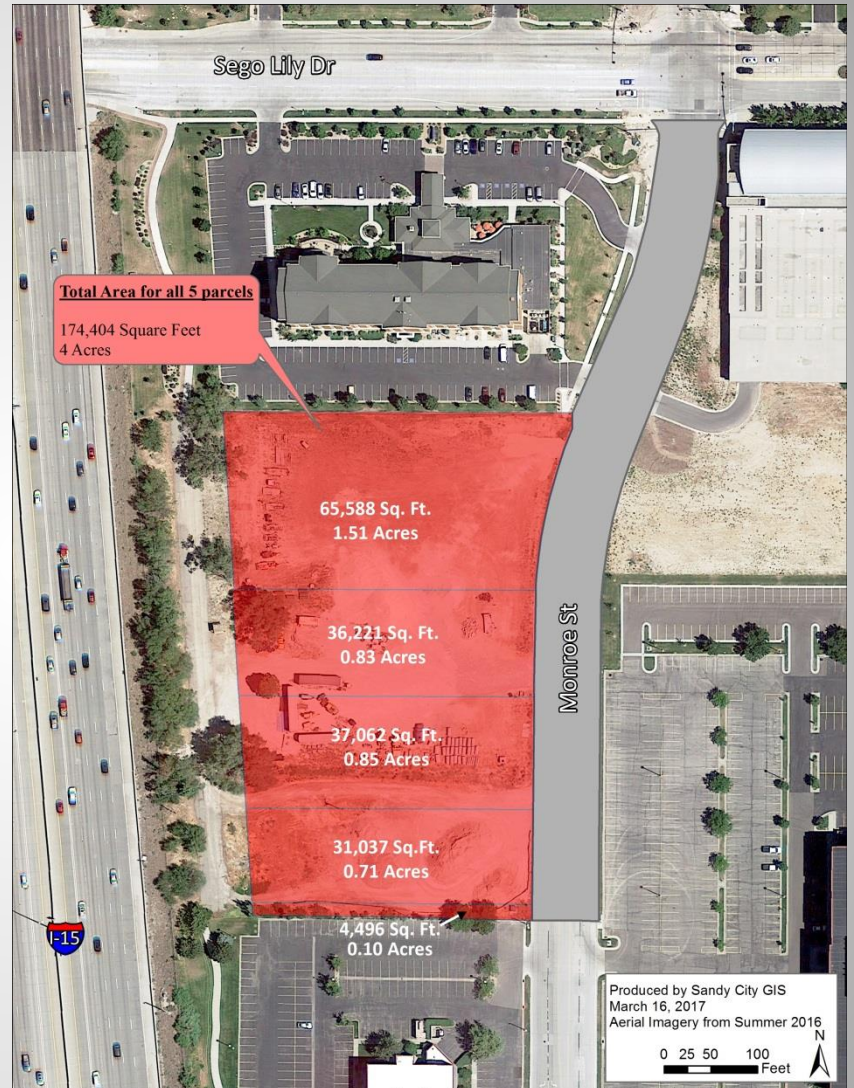 Sego Lily Dr
Total Area for all 5 parcels
174,404 Square Feet
4 Acres
65,588 Sq. Ft.
1.51 Acres
36,221 Sq. Ft.
0.83 Acres
Monroe St
37,062 Sq. Ft.
0.85 Acres
31,037 Sq.Ft.
0.71 Acres
4,496 Sq. Ft.
0.10 Acres
I-15
Produced by Sandy City GIS
March 16, 2017
Aerial Imagery from Summer 2016
N
0 25 50 100
Feet